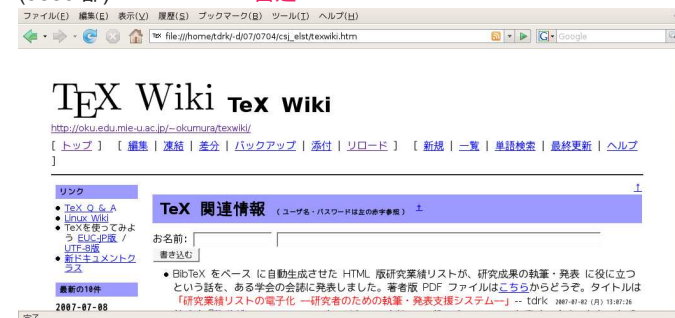 ファイル(F) 編集(E) 表示(V) 履歴(S) ブックマーク(B) ツール(T) ヘルプ(H)
file:///home/tdrk/-d/07/0704/csj_elst/texwiki.htm Google
TEX Wiki TeX Wiki
http://oku.edu.mie-u.ac.jp/~okumura/texwiki/
[ トップ ] [ 編集 | 凍結 | 差分 | バックアップ | 添付 | リロード ] [ 新規 | 一覧 | 単語検索 | 最終更新 | ヘルプ
]
リンク
● TeX Q & A
● Linux Wiki
● TeXを使ってみよ
う EUC-JP版 /
UTF-8版
● 新ドキュメントク
ラス
最新の10件
2007-07-08
↑
TeX 関連情報 (ユーザ名・パスワードは左の赤字参照) ↑
お名前:
書き込む
● BibTeX をベース に自動生成させた HTML 版研究業績リストが、研究成果の執筆・発表 に役に立つ
という話を、ある学会の会誌に発表しました。著者版 PDF ファイルはこちらからどうぞ。タイトルは
「研究業績リストの電子化 ―研究者のための執筆・発表支援システム―」-- tdrk 2007-07-02 (月) 13:07:26